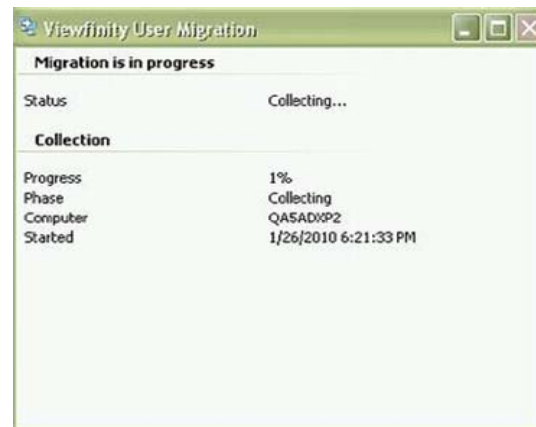 Viewfinity User Migration
Migration is in progress
Status Collecting...
Collection
Progress 1%
Phase Collecting
Computer QA5ADXP2
Started 1/26/2010 6:21:33 PM